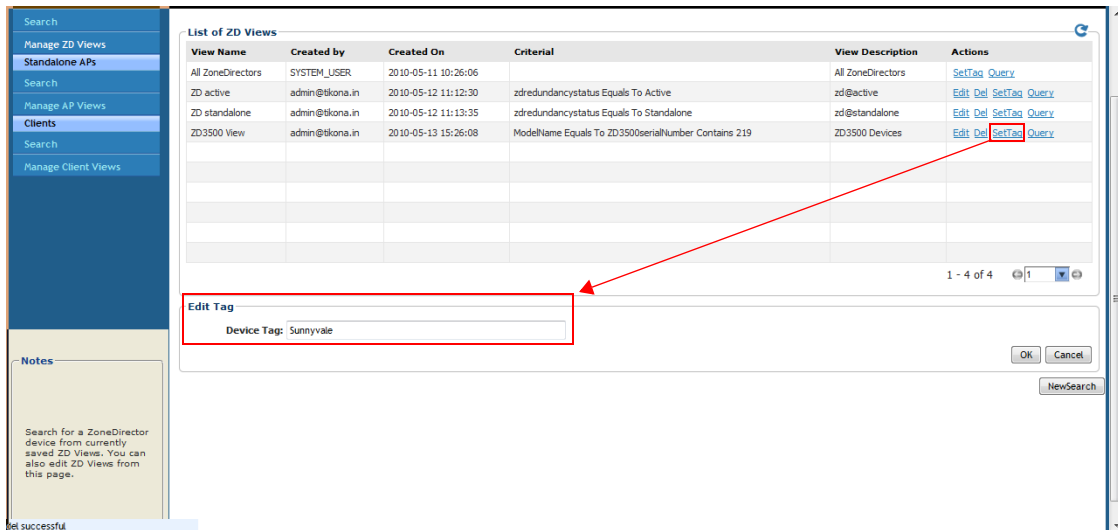 Search
Manage ZD Views
Standalone APs
Search
Manage AP Views
Clients
Search
Manage Client Views
List of ZD Views
View Name Created by Created On Criterial View Description Actions
All ZoneDirectors SYSTEM_USER 2010-05-11 10:26:06 All ZoneDirectors SetTag Query
ZD active admin@tikona.in 2010-05-12 11:12:30 zdredundancystatus Equals To Active zd@active Edit Del SetTag Query
ZD standalone admin@tikona.in 2010-05-12 11:13:35 zdredundancystatus Equals To Standalone zd@standalone Edit Del SetTag Query
ZD3500 View admin@tikona.in 2010-05-13 15:26:08 ModelName Equals To ZD3500serialNumber Contains 219 ZD3500 Devices Edit Del SetTag Query
1 - 4 of 4 1
Edit Tag
Device Tag: Sunnyvale
OK Cancel
NewSearch
Notes
Search for a ZoneDirector
device from currently
saved ZD Views. You can
also edit ZD Views from
this page.
del successful